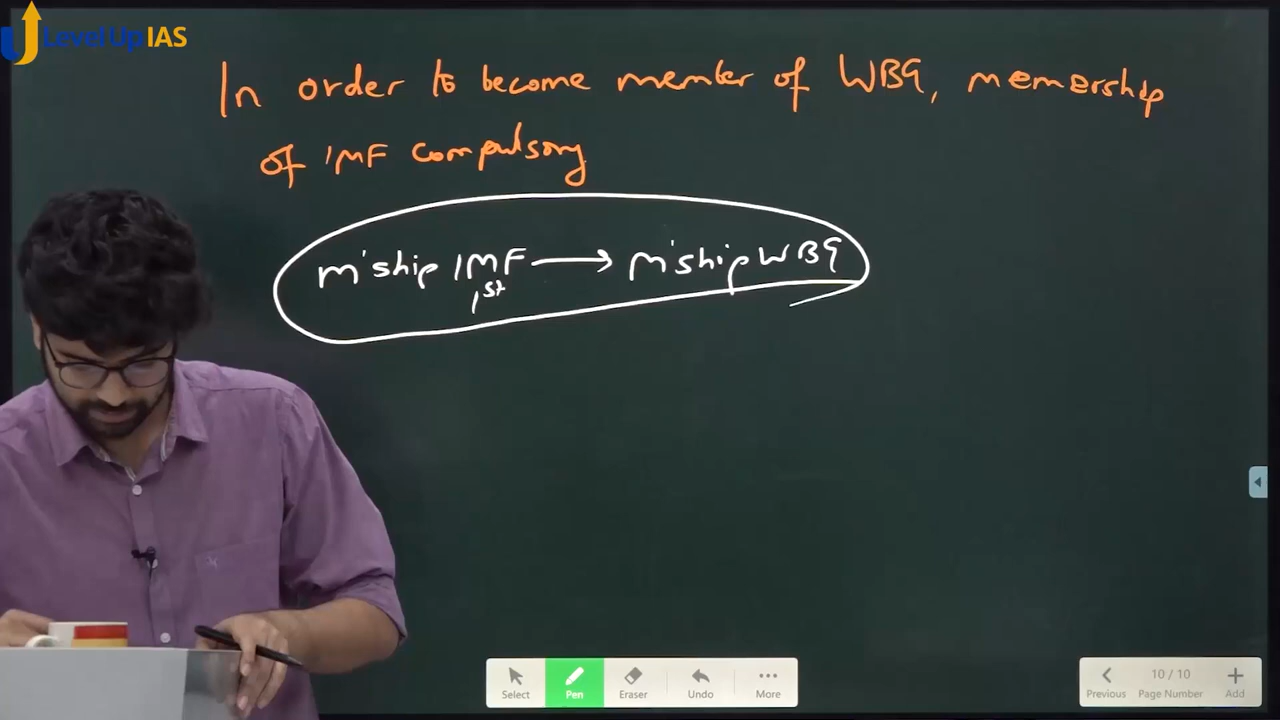 Level Up IAS
In order to become member of WBG, memership
of IMF compulsory
m'ship IMF → m'ship WBG
1st
Select Pen Eraser Undo More
10/10
Previous Page Number Add